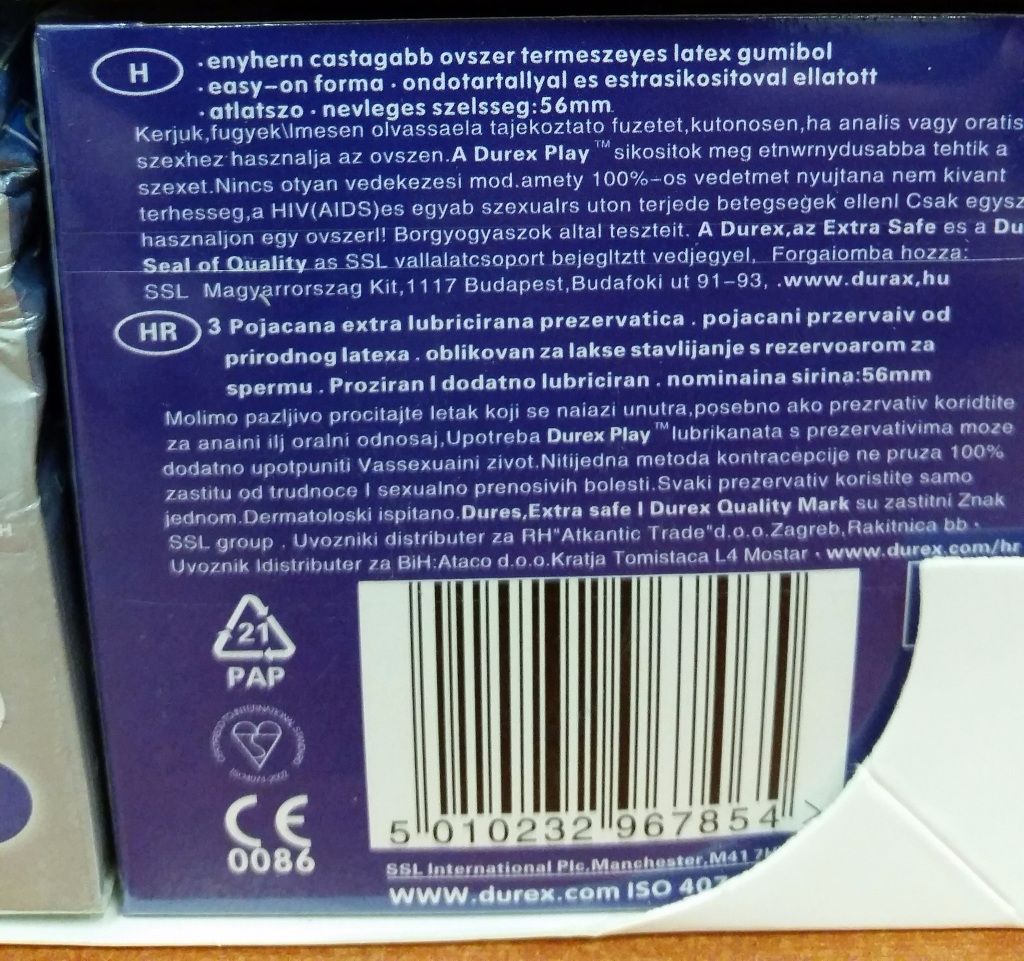 H
·enyhern castagabb ovszer termeszeyes latex gumibol
·easy-on forma · ondotartallyal es estrasikositoval ellatott
·atlatszo · nevleges szelsseg:56mm
Kerjuk,fugyek\lmesen olvassaela tajekoztato fuzetet,kutonosen,ha analis vagy oratis
szexhez hasznalja az ovszen.A Durex Play™ sikositok meg etnwrnydusabba tehtik a
szexet.Nincs otyan vedekezesi mod.amety 100%-os vedetmet nyujtana nem kivant
terhesseg,a HIV(AIDS)es egyab szexualrs uton terjede betegsegek ellenl Csak egysz
hasznaljon egy ovszerl! Borgyogyaszok altal teszteit. A Durex,az Extra Safe es a Du
Seal of Quality as SSL vallalatcsoport bejegltztt vedjegyel, Forgaiomba hozza:
SSL Magyarrorszag Kit,1117 Budapest,Budafoki ut 91-93, .www.durax,hu
HR 3 Pojacana extra lubricirana prezervatica . pojacani przervaiv od
prirodnog latexa . oblikovan za lakse stavlijanje s rezervoarom za
spermu . Proziran I dodatno lubriciran . nominaina sirina:56mm
Molimo pazljivo procitajte letak koji se naiazi unutra,posebno ako prezrvativ koridtite
za anaini ilj oralni odnosaj,Upotreba Durex Play™ lubrikanata s prezervativima moze
dodatno upotpuniti Vassexuaini zivot.Nitijedna metoda kontracepcije ne pruza 100%
zastitu od trudnoce I sexualno prenosivih bolesti.Svaki prezervativ koristite samo
jednom.Dermatoloski ispitano.Dures,Extra safe I Durex Quality Mark su zastitni Znak
SSL group . Uvozniki distributer za RH"Atkantic Trade"d.o.o.Zagreb,Rakitnica bb ·
Uvoznik Idistributer za BiH:Ataco d.o.o.Kratja Tomistaca L4 Mostar · www.durex.com/hr
21
PAP
CE
0086
5 010232 967854 >
SSL International Plc,Manchester,M41 7H
www.durex.com ISO 407